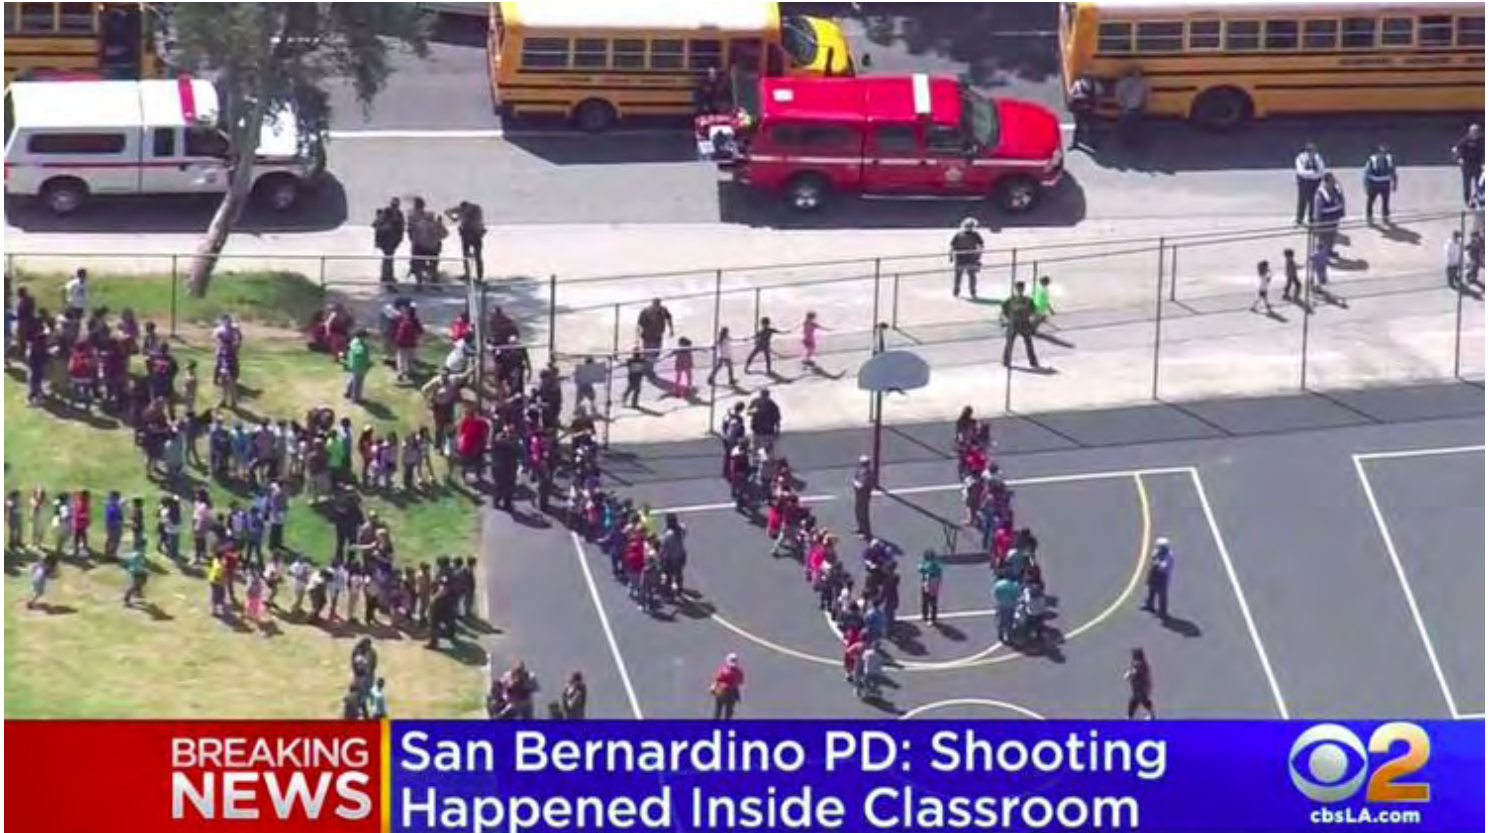 BREAKING
NEWS
San Bernardino PD: Shooting
Happened Inside Classroom
2
cbsLA.com